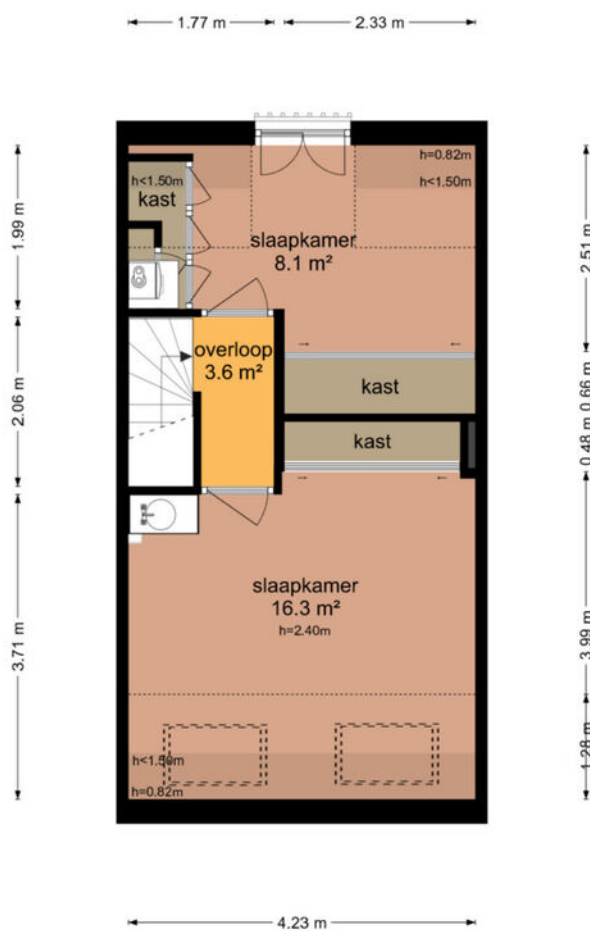 1.77 m
2.33 m
h=0.82m
h<1.50m
h<1.50m
kast
slaapkamer
8.1 m²
1.99 m
2.51 m
overloop
3.6 m²
2.06 m
kast
0.66 m
kast
0.48 m
slaapkamer
16.3 m²
h=2.40m
3.71 m
3.99 m
1.28 m
h<1.50m
h=0.82m
4.23 m